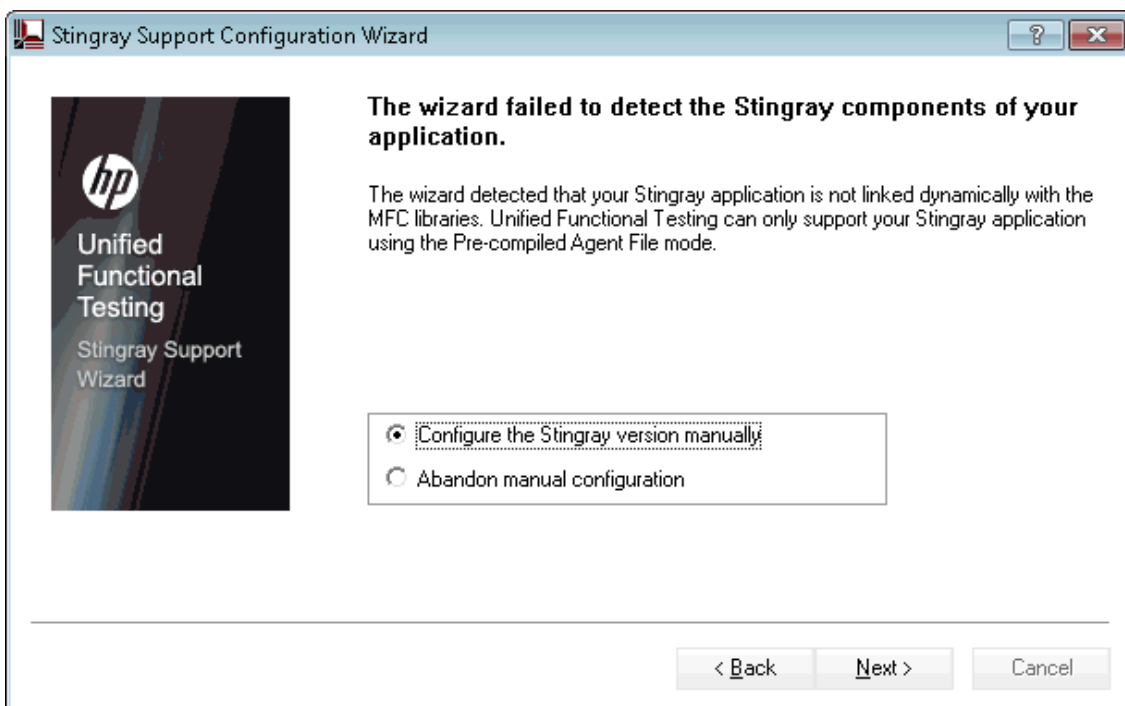 Stingray Support Configuration Wizard
?
The wizard failed to detect the Stingray components of your
application.
The wizard detected that your Stingray application is not linked dynamically with the
MFC libraries. Unified Functional Testing can only support your Stingray application
using the Pre-compiled Agent File mode.
hp
Unified
Functional
Testing
Stingray Support
Wizard
Configure the Stingray version manually
Abandon manual configuration
< Back
Next >
Cancel